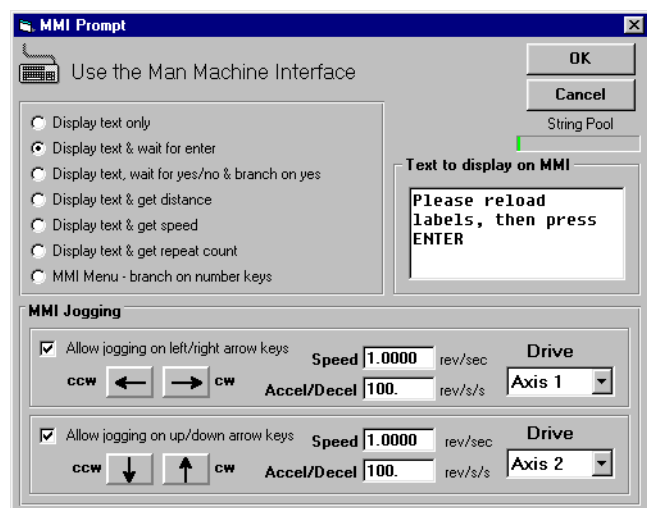 MMI Prompt
Use the Man Machine Interface
OK
Cancel
String Pool
Display text only
Display text & wait for enter
Display text, wait for yes/no & branch on yes
Display text & get distance
Display text & get speed
Display text & get repeat count
MMI Menu - branch on number keys
Text to display on MMI
Please reload
labels, then press
ENTER
MMI Jogging
Allow jogging on left/right arrow keys
ccw
cw
Speed 1.0000 rev/sec
Accel/Decel 100. rev/s/s
Drive
Axis 1
Allow jogging on up/down arrow keys
ccw
cw
Speed 1.0000 rev/sec
Accel/Decel 100. rev/s/s
Drive
Axis 2